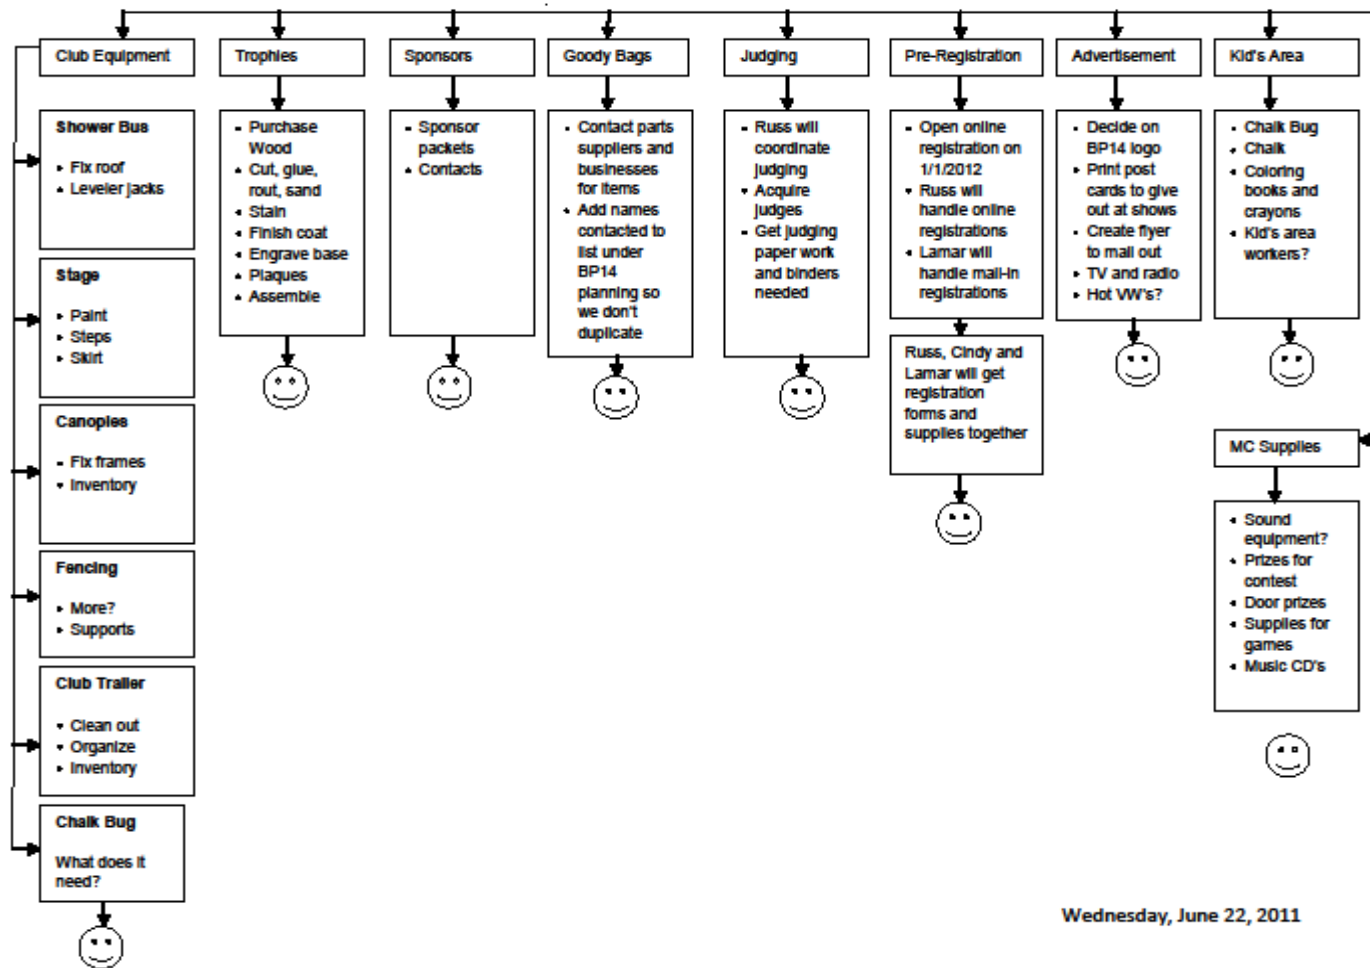 Club Equipment
Trophies
Sponsors
Goody Bags
Judging
Pre-Registration
Advertisement
Kid's Area
Shower Bus
Fix roof
Leveler jacks
Stage
Paint
Steps
Skirt
Canopies
Fix frames
Inventory
Fencing
More?
Supports
Club Trailer
Clean out
Organize
Inventory
Chalk Bug
What does it
need?
Purchase
Wood
Cut, glue,
rout, sand
Stain
Finish coat
Engrave base
Plaques
Assemble
Sponsor
packets
Contacts
Contact parts
suppliers and
businesses
for items
Add names
contacted to
list under
BP14
planning so
we don't
duplicate
Russ will
coordinate
judging
Acquire
judges
Get judging
paper work
and binders
needed
Open online
registration on
1/1/2012
Russ will
handle online
registrations
Lamar will
handle mail-in
registrations
Russ, Cindy and
Lamar will get
registration
forms and
supplies together
Decide on
BP14 logo
Print post
cards to give
out at shows
Create flyer
to mail out
TV and radio
Hot VW's?
Chalk Bug
Chalk
Coloring
books and
crayons
Kid's area
workers?
MC Supplies
Sound
equipment?
Prizes for
contest
Door prizes
Supplies for
games
Music CD's
Wednesday, June 22, 2011